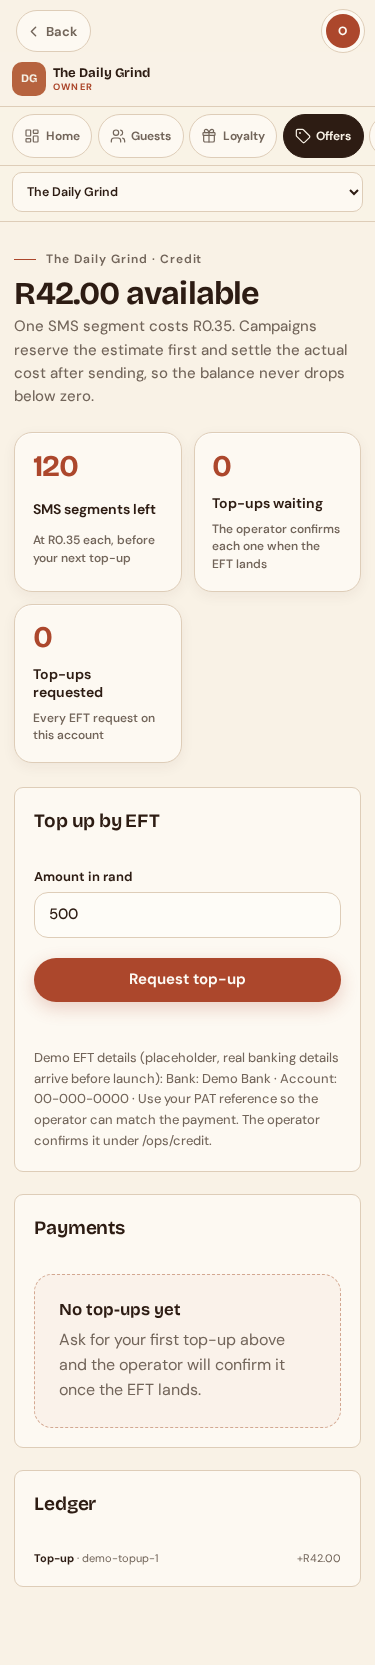 Back
O
DG
The Daily Grind
OWNER
Home
Guests
Loyalty
Offers
The Daily Grind
The Daily Grind · Credit
R42.00 available
One SMS segment costs R0.35. Campaigns
reserve the estimate first and settle the actual
cost after sending, so the balance never drops
below zero.
120
SMS segments left
At R0.35 each, before
your next top-up
0
Top-ups waiting
The operator confirms
each one when the
EFT lands
0
Top-ups
requested
Every EFT request on
this account
Top up by EFT
Amount in rand
500
Request top-up
Demo EFT details (placeholder, real banking details
arrive before launch): Bank: Demo Bank · Account:
00-000-0000 · Use your PAT reference so the
operator can match the payment. The operator
confirms it under /ops/credit.
Payments
No top-ups yet
Ask for your first top-up above
and the operator will confirm it
once the EFT lands.
Ledger
Top-up · demo-topup-1
+R42.00